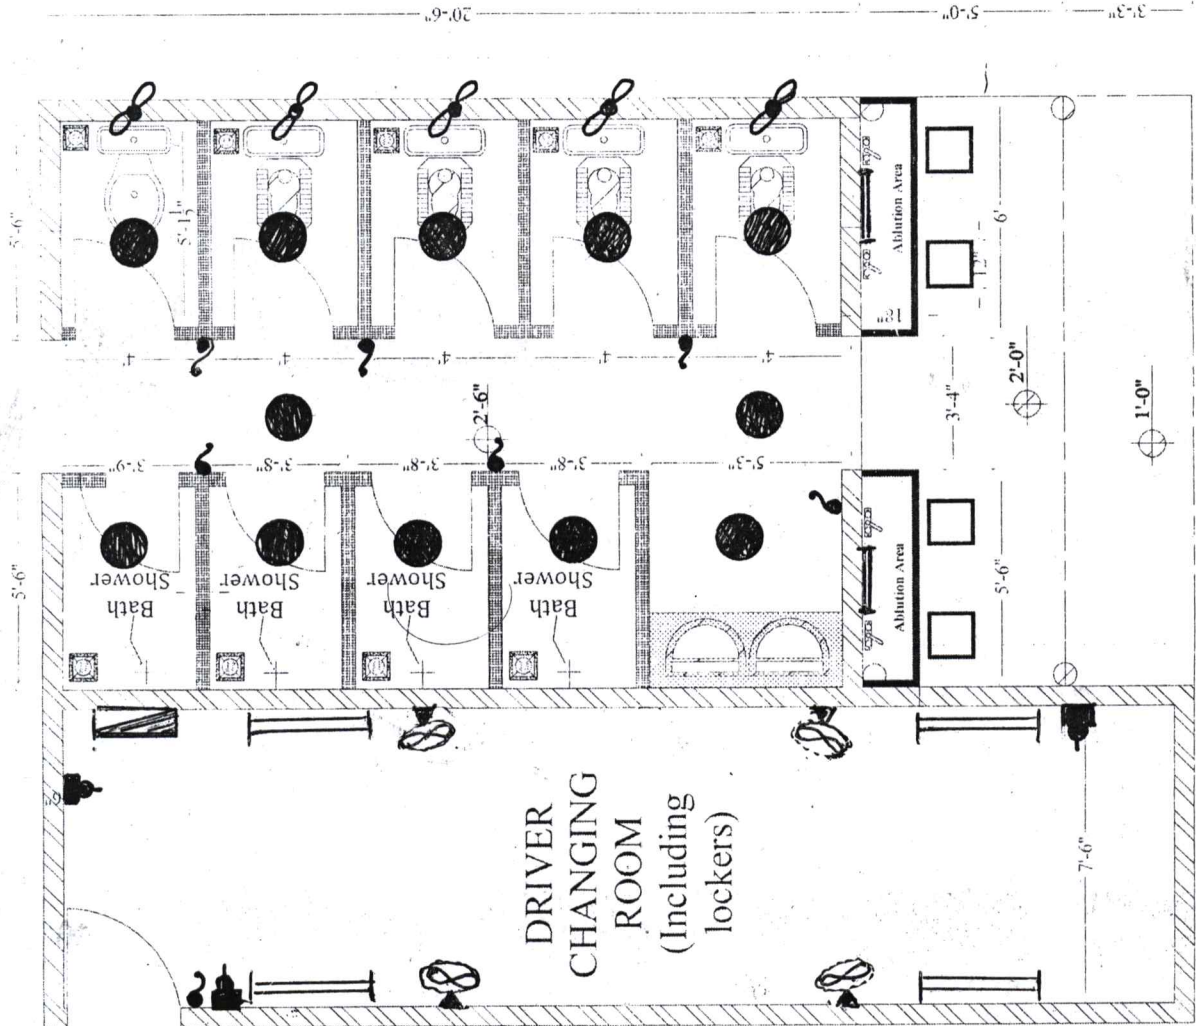 20'-6"
5'-0"
3'-3"
5'-6"
5'-1½"
Ablution Area
6'
12"
18"
4'
4'
4'
4'
4'
2'-6"
3'-4"
2'-0"
1'-0"
3'-9"
3'-8"
3'-8"
3'-8"
5'-3"
5'-6"
Bath
Shower
Bath
Shower
Bath
Shower
Bath
Shower
Ablution Area
5'-6"
DRIVER
CHANGING
ROOM
(Including
lockers)
7'-6"